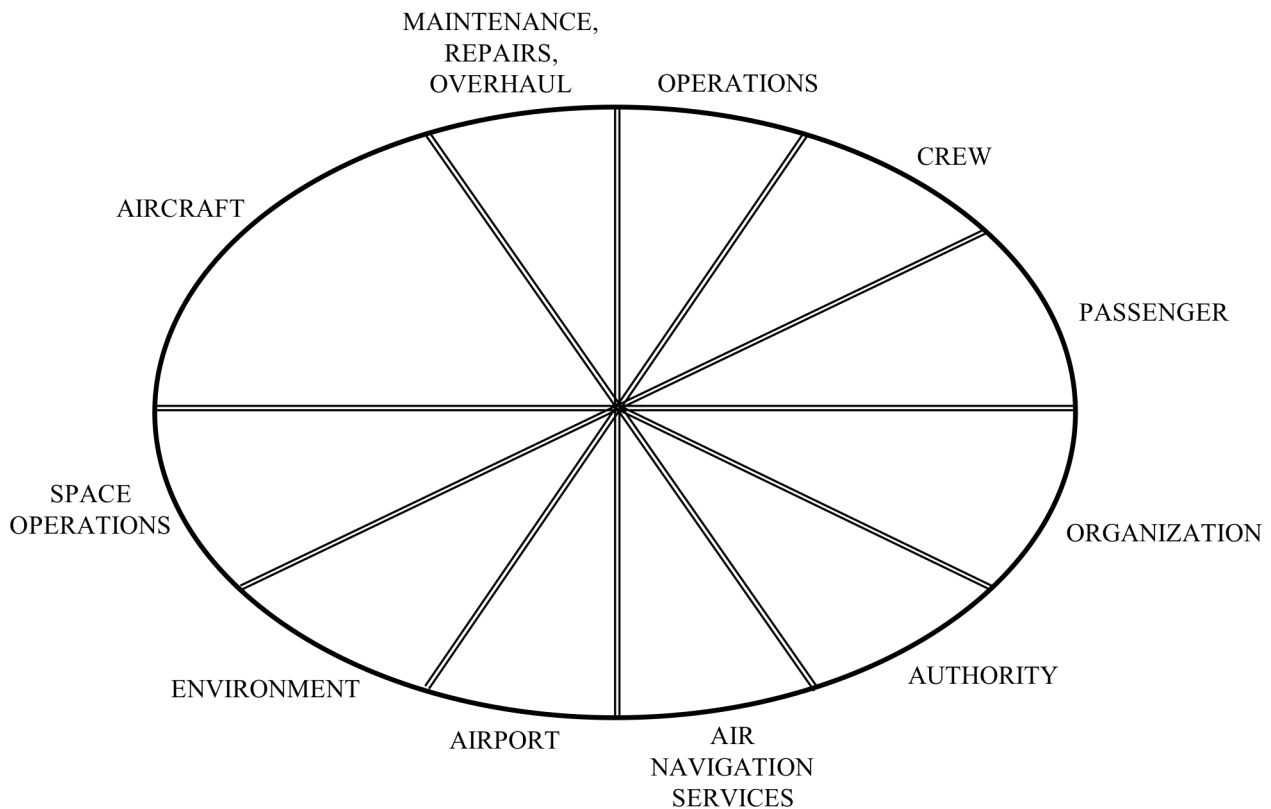 MAINTENANCE,
REPAIRS,
OVERHAUL
OPERATIONS
CREW
AIRCRAFT
PASSENGER
SPACE
OPERATIONS
ORGANIZATION
ENVIRONMENT
AUTHORITY
AIRPORT
AIR
NAVIGATION
SERVICES